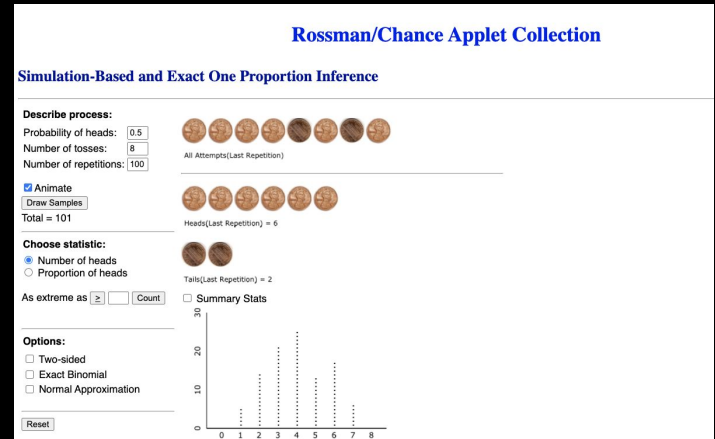 Rossman/Chance Applet Collection
Simulation-Based and Exact One Proportion Inference
Describe process:
Probability of heads: 0.5
Number of tosses: 8
Number of repetitions: 100
All Attempts(Last Repetition)
Animate
Draw Samples
Total = 101
Heads(Last Repetition) = 6
Choose statistic:
Number of heads
Proportion of heads
Tails(Last Repetition) = 2
As extreme as ≥ Count
Summary Stats
Options:
Two-sided
Exact Binomial
Normal Approximation
Reset
30
20
10
0
0 1 2 3 4 5 6 7 8